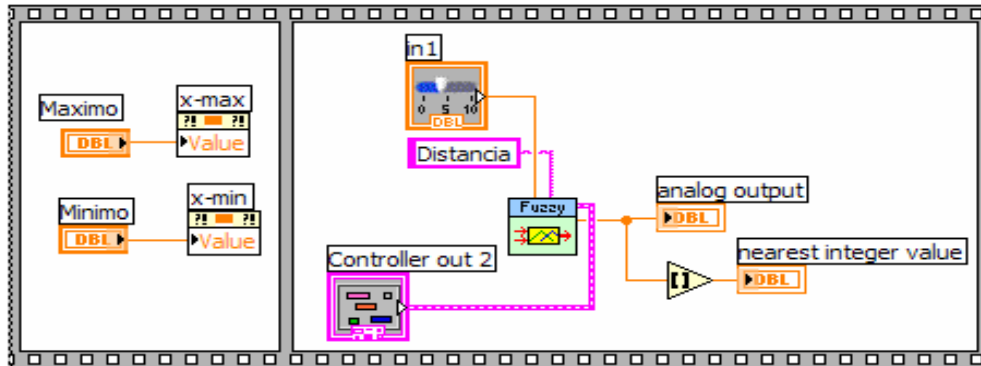 Maximo
x-max
DBL
?! ?!
Value
Minimo
x-min
DBL
?! ?!
Value
in1
0 5 10
DBL
Distancia
Fuzzy
Controller out 2
analog output
DBL
nearest integer value
DBL